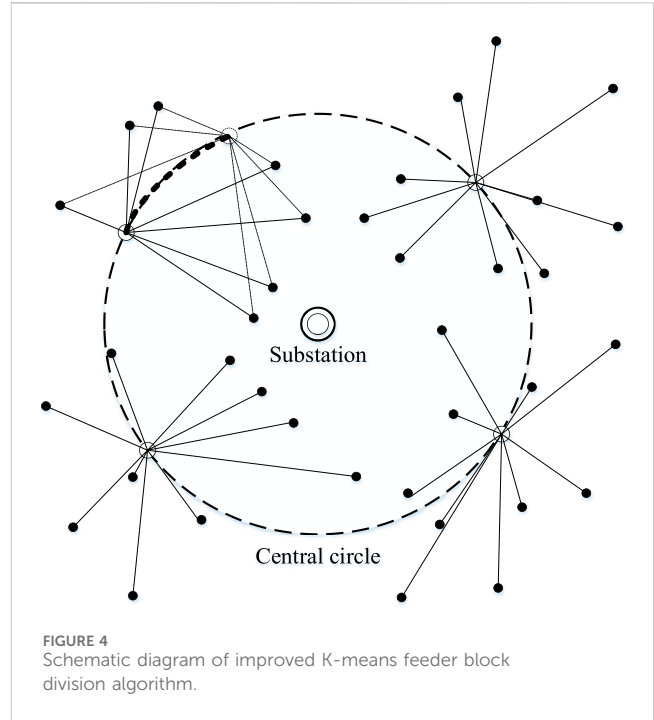 Substation
Central circle
FIGURE 4
Schematic diagram of improved K-means feeder block
division algorithm.